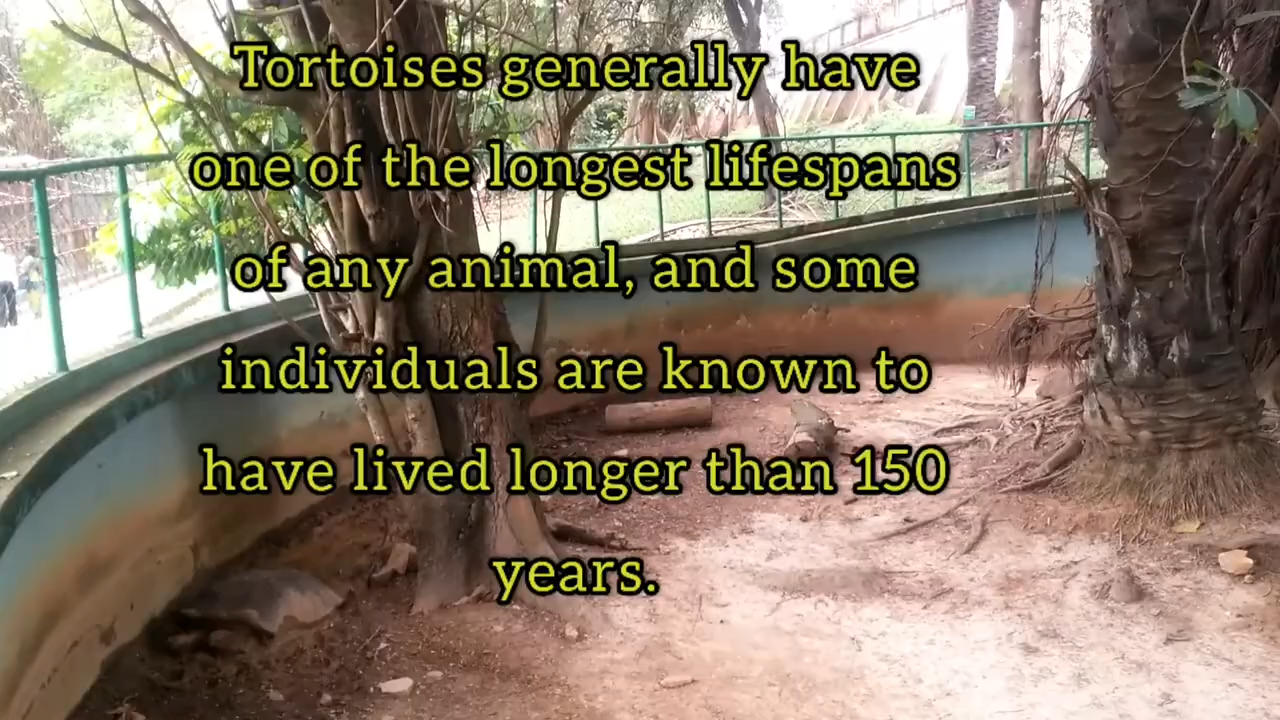 Tortoises generally have
one of the longest lifespans
of any animal, and some
individuals are known to
have lived longer than 150
years.